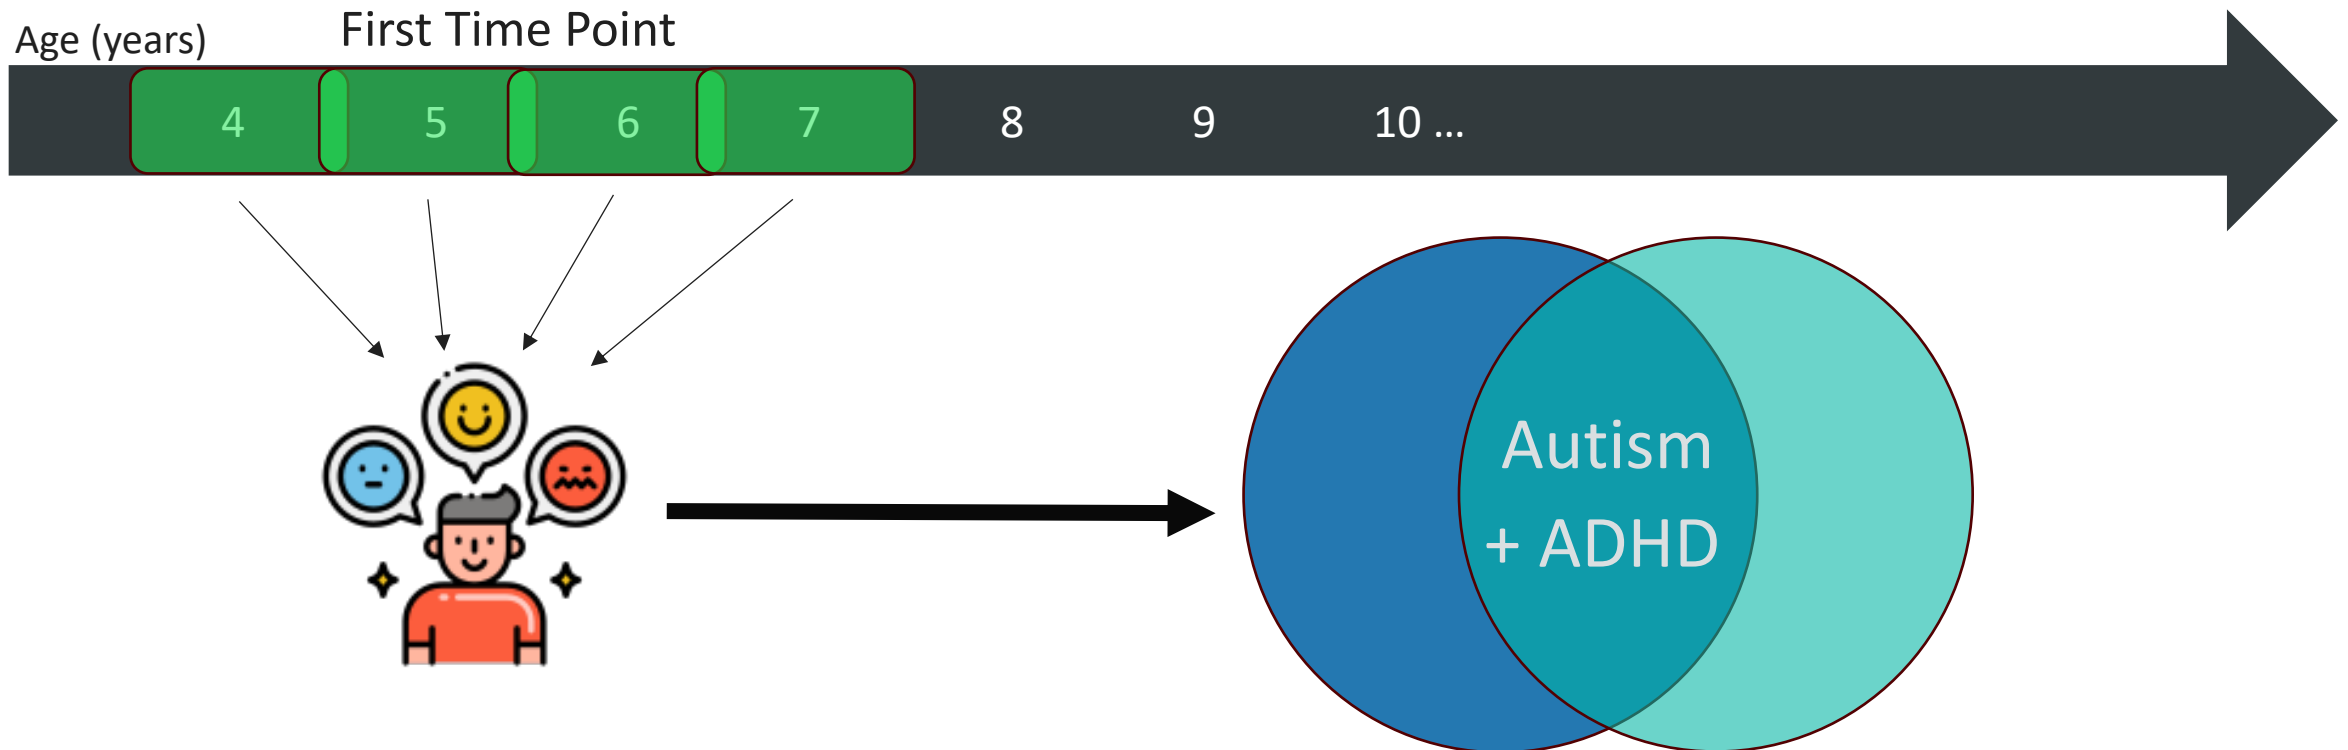 First Time Point
Age (years)
4 5 6 7 8 9 10 ...
Autism
+ ADHD